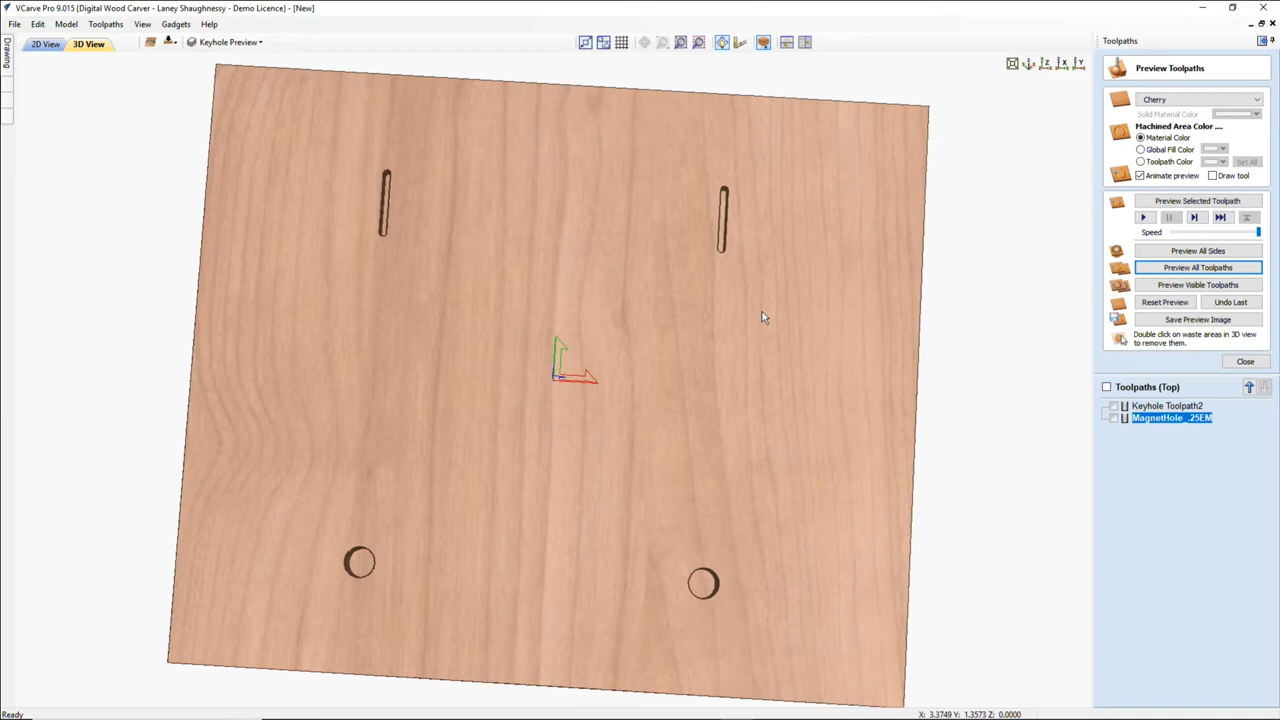 VCarve Pro 9.015 {Digital Wood Carver - Laney Shaughnessy - Demo Licence} - [New]
File Edit Model Toolpaths View Gadgets Help
2D View 3D View Keyhole Preview
Drawing
Z X Y
Toolpaths
Preview Toolpaths
Cherry
Solid Material Color
Machined Area Color ....
Material Color
Global Fill Color
Toolpath Color Set All
Animate preview Draw tool
Preview Selected Toolpath
Speed
Preview All Sides
Preview All Toolpaths
Preview Visible Toolpaths
Reset Preview Undo Last
Save Preview Image
Double click on waste areas in 3D view
to remove them.
Close
Toolpaths (Top)
Keyhole Toolpath2
MagnetHole_.25EM
Ready X: 3.3749 Y: 1.3573 Z: 0.0000